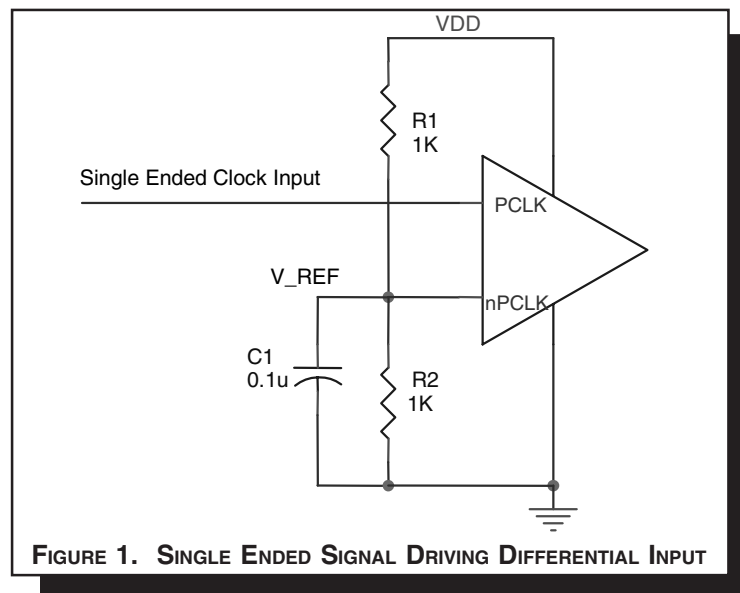 VDD
R1
1K
Single Ended Clock Input
PCLK
V_REF
nPCLK
C1
0.1u
R2
1K
FIGURE 1. SINGLE ENDED SIGNAL DRIVING DIFFERENTIAL INPUT